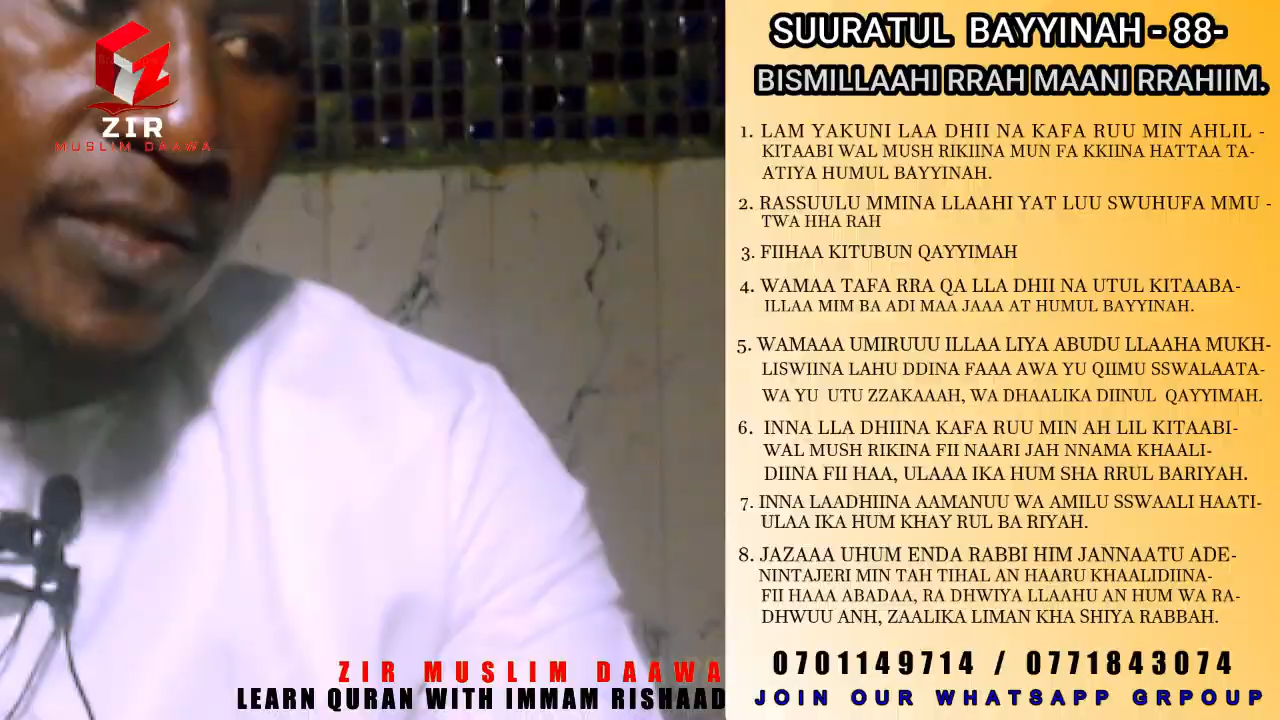 ZIR
MUSLIM DAAWA
SUURATUL BAYYINAH - 88-
BISMILLAAHI RRAH MAANI RRAHIIM.
1. LAM YAKUNI LAA DHII NA KAFA RUU MIN AHLIL -
KITAABI WAL MUSH RIKIINA MUN FA KKIINA HATTAA TA-
ATIYA HUMUL BAYYINAH.
2. RASSUULU MMINA LLAAHI YAT LUU SWUHUFA MMU -
TWA HHA RAH
3. FIIHAA KITUBUN QAYYIMAH
4. WAMAA TAFA RRA QA LLA DHII NA UTUL KITAABA-
ILLAA MIM BA ADI MAA JAAA AT HUMUL BAYYINAH.
5. WAMAAA UMIRUUU ILLAA LIYA ABUDU LLAAHA MUKH-
LISWIINA LAHU DDINA FAAA AWA YU QIIMU SSWALAATA-
WA YU UTU ZZAKAAAH, WA DHAALIKA DIINUL QAYYIMAH.
6. INNA LLA DHIINA KAFA RUU MIN AH LIL KITAABI-
WAL MUSH RIKINA FII NAARI JAH NNAMA KHAALI-
DIINA FII HAA, ULAAA IKA HUM SHA RRUL BARIYAH.
7. INNA LAADHIINA AAMANUU WA AMILU SSWAALI HAATI-
ULAA IKA HUM KHAY RUL BA RIYAH.
8. JAZAAA UHUM ENDA RABBI HIM JANNAATU ADE-
NINTAJERI MIN TAH TIHAL AN HAARU KHAALIDIINA-
FII HAAA ABADAA, RA DHWIYA LLAAHU AN HUM WA RA-
DHWUU ANH, ZAALIKA LIMAN KHA SHIYA RABBAH.
ZIR MUSLIM DAAWA
LEARN QURAN WITH IMMAM RISHAAD
0701149714 / 0771843074
JOIN OUR WHATSAPP GRPOUP